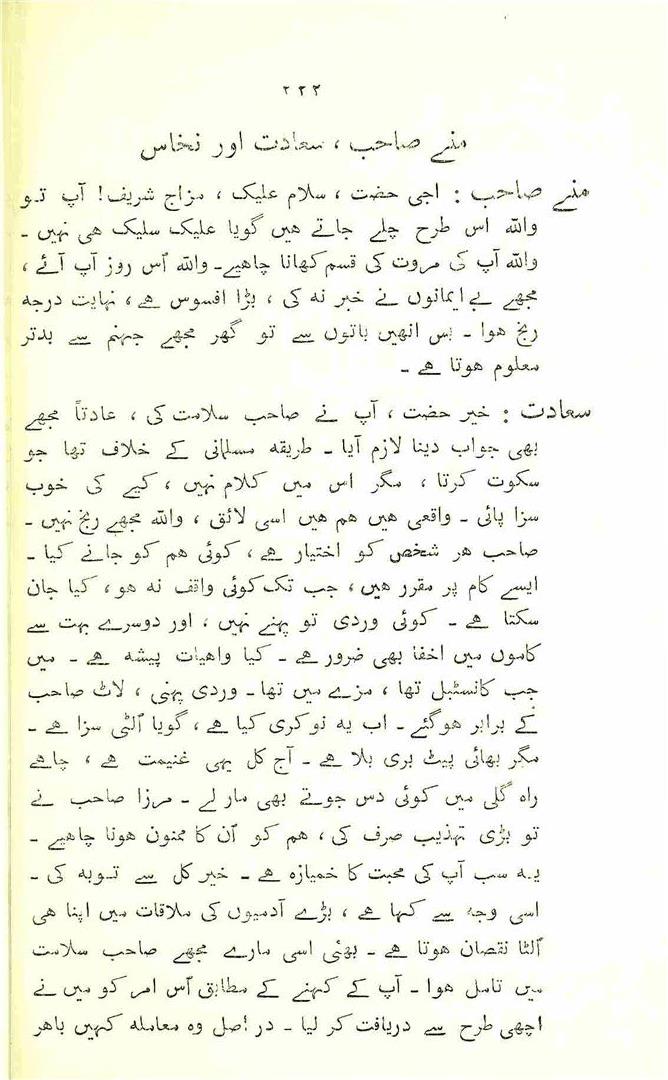 ۲۲۲
منے صاحب ، سعادت اور نخاس
منے صاحب : اجی حضت ، سلام علیک ، مزاج شریف! آپ تو
واللہ اس طرح چلے جاتے ہیں گویا علیک سلیک ہی نہیں ۔
واللہ آپ کی مروت کی قسم کھانا چاہیے۔ واللہ اُس روز آپ آئے ،
مجھے بے ایمانوں نے خبر نہ کی ، بڑا افسوس ہے ، نہایت درجہ
رنج ہوا ۔ بس انھیں باتوں سے تو گھر مجھے جہنم سے بدتر
معلوم ہوتا ہے ۔
سعادت : خیر حضت ، آپ نے صاحب سلامت کی ، عادتاً مجھے
بھی جواب دینا لازم آیا ۔ طریقہ مسلمانی کے خلاف تھا جو
سکوت کرتا ، مگر اس میں کلام نہیں ، کیے کی خوب
سزا پائی ۔ واقعی ہیں ہم ہیں اسی لائق ، واللہ مجھے رنج نہیں ۔
صاحب ہر شخص کو اختیار ہے ، کوئی ہم کو جانے کیا ۔
ایسے کام پر مقرر ہیں ، جب تک کوئی واقف نہ ہو ، کیا جان
سکتا ہے ۔ کوئی وردی تو پہنے نہیں ، اور دوسرے بہت سے
کاموں میں اخفا بھی ضرور ہے ۔ کیا واہیات پیشہ ہے ۔ میں
جب کانسٹبل تھا ، مزے میں تھا ۔ وردی پہنی ، لاٹ صاحب
کے برابر ہوگئے ۔ اب یہ نوکری کیا ہے ، گویا اُلٹی سزا ہے ۔
مگر بھائی پیٹ بری بلا ہے ۔ آج کل یہی غنیمت ہے ، چاہے
راہ گلی میں کوئی دس جوتے بھی مار لے ۔ مرزا صاحب نے
تو بڑی تہذیب صرف کی ، ہم کو اُن کا ممنون ہونا چاہیے ۔
یہ سب آپ کی محبت کا خمیازہ ہے ۔ خیر کل سے توبہ کی ۔
اسی وجہ سے کہا ہے ، بڑے آدمیوں کی ملاقات میں اپنا ہی
اُلٹا نقصان ہوتا ہے ۔ بھئی اسی مارے مجھے صاحب سلامت
میں تامل ہوا ۔ آپ کے کہنے کے مطابق اُس امر کو میں نے
اچھی طرح سے دریافت کر لیا ۔ در اصل وہ معاملہ کہیں باہر